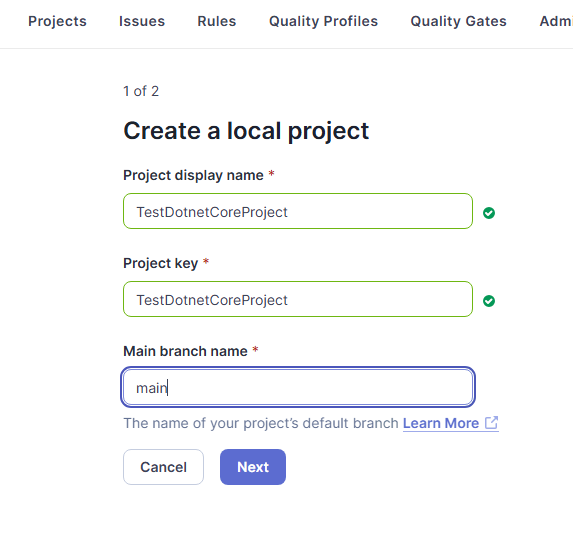 Projects Issues Rules Quality Profiles Quality Gates Admi
1 of 2
Create a local project
Project display name *
TestDotnetCoreProject
Project key *
TestDotnetCoreProject
Main branch name *
main
The name of your project's default branch Learn More
Cancel Next